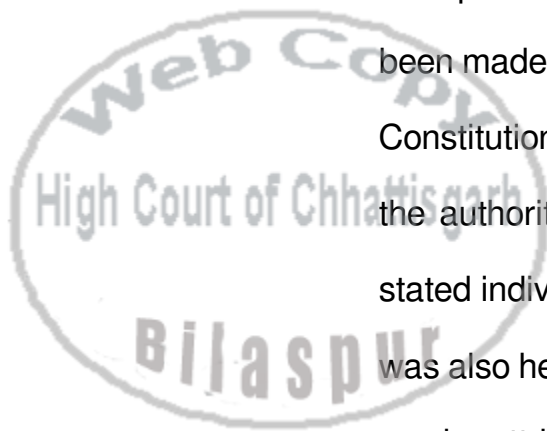 been made
Web Copy
Constitution
High Court of Chhattisgarh
the authorit
stated indiv
Bilaspur
was also he